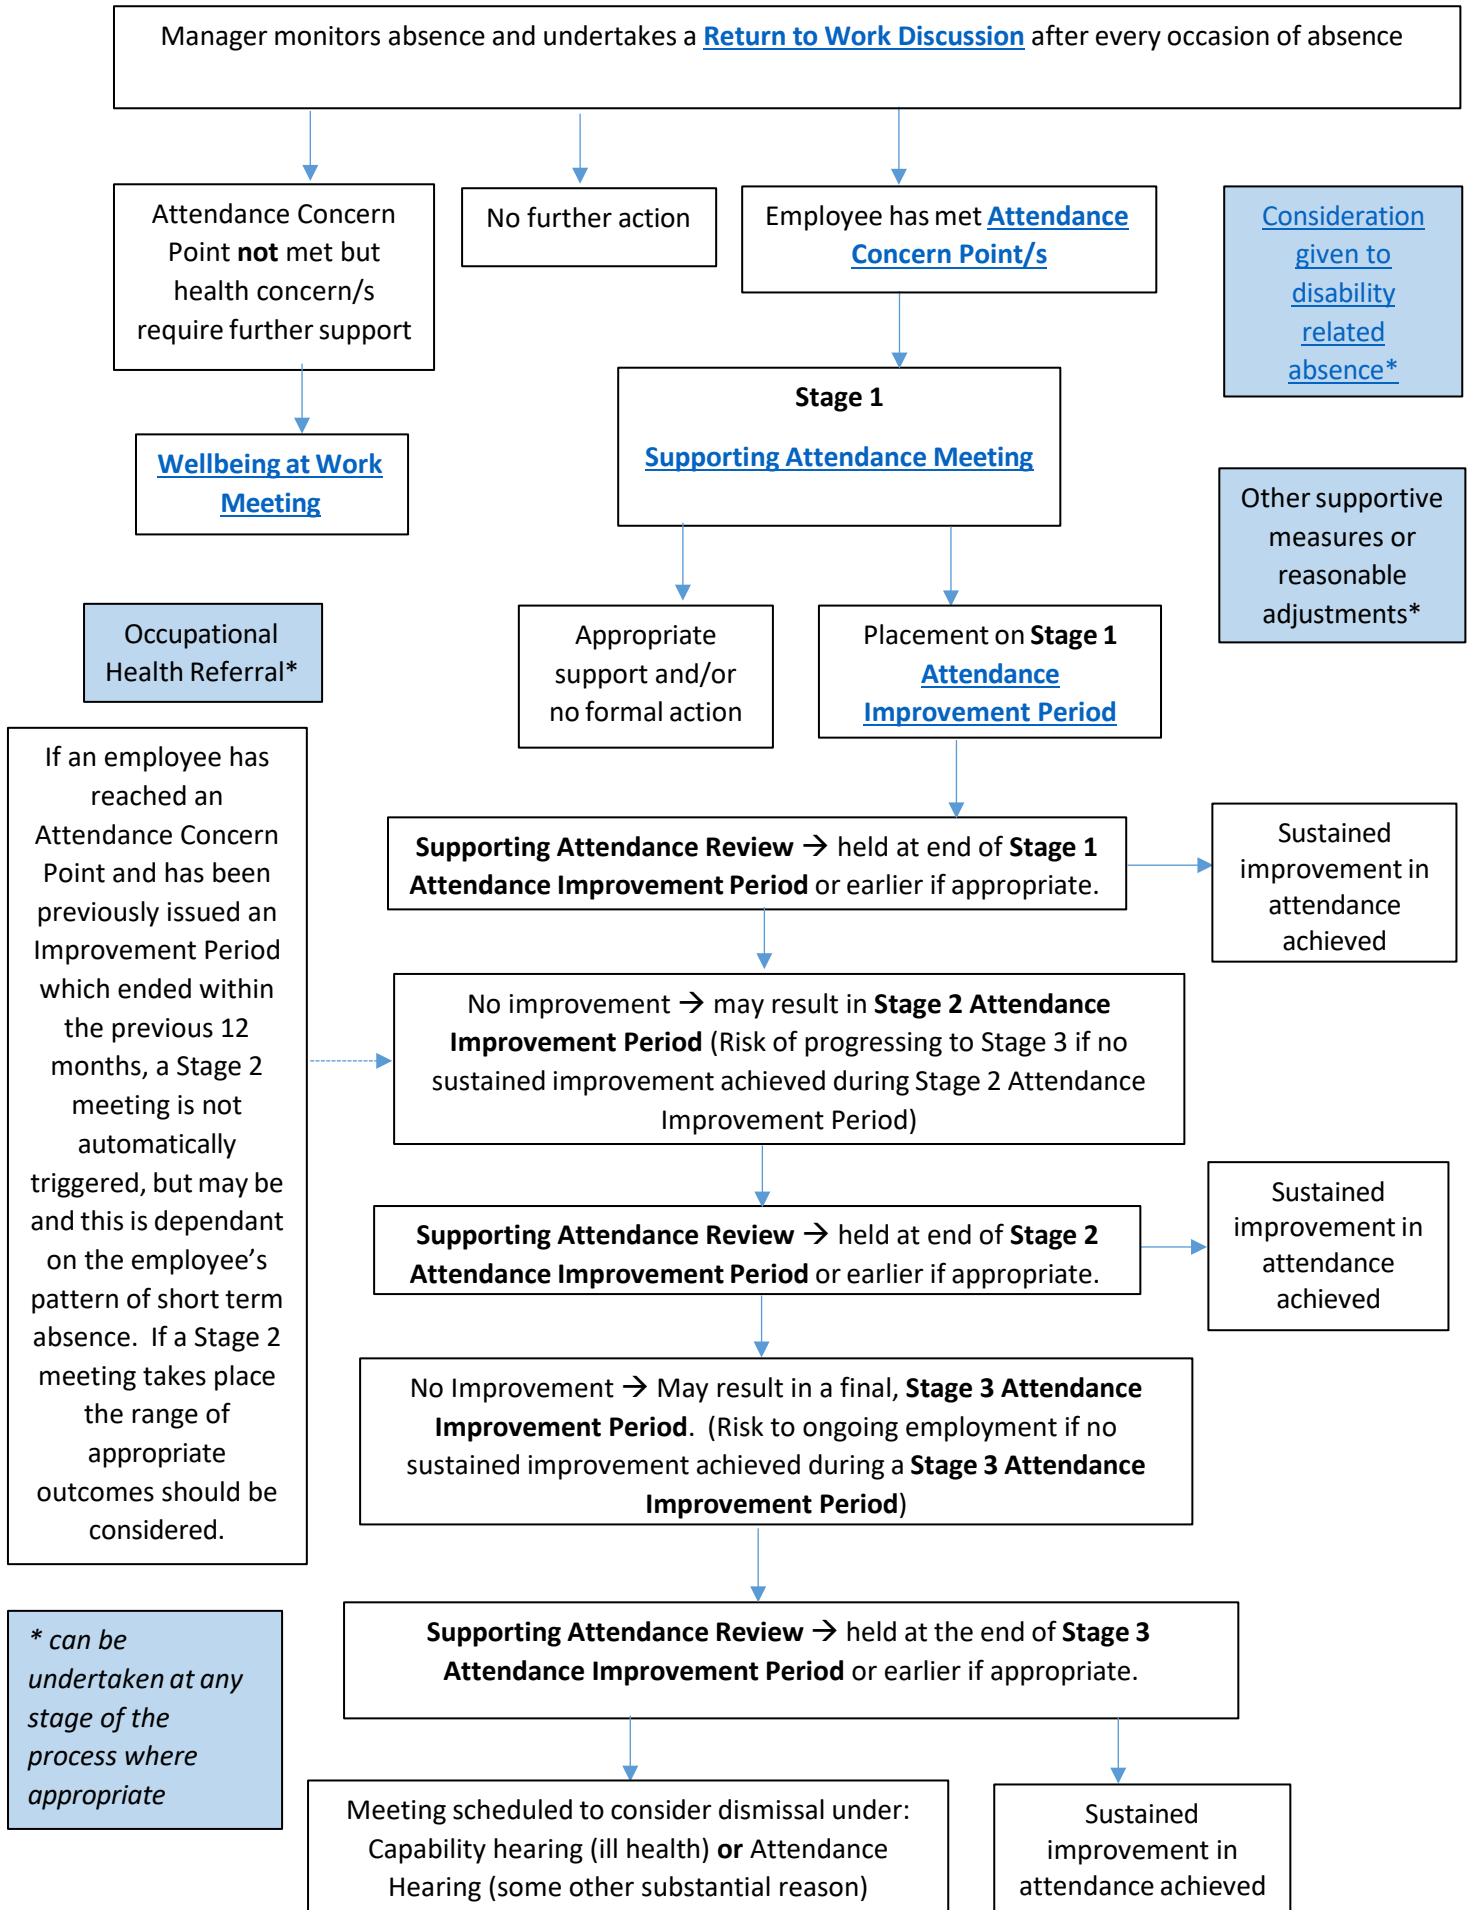 Manager monitors absence and undertakes a Return to Work Discussion after every occasion of absence
Attendance Concern
Point not met but
health concern/s
require further support
No further action
Employee has met Attendance
Concern Point/s
Consideration
given to
disability
related
absence*
Stage 1
Supporting Attendance Meeting
Wellbeing at Work
Meeting
Other supportive
measures or
reasonable
adjustments*
Occupational
Health Referral*
Appropriate
support and/or
no formal action
Placement on Stage 1
Attendance
Improvement Period
If an employee has
reached an
Attendance Concern
Point and has been
previously issued an
Improvement Period
which ended within
the previous 12
months, a Stage 2
meeting is not
automatically
triggered, but may be
and this is dependant
on the employee’s
pattern of short term
absence.  If a Stage 2
meeting takes place
the range of
appropriate
outcomes should be
considered.
Supporting Attendance Review → held at end of Stage 1
Attendance Improvement Period or earlier if appropriate.
Sustained
improvement in
attendance
achieved
No improvement → may result in Stage 2 Attendance
Improvement Period (Risk of progressing to Stage 3 if no
sustained improvement achieved during Stage 2 Attendance
Improvement Period)
Supporting Attendance Review → held at end of Stage 2
Attendance Improvement Period or earlier if appropriate.
Sustained
improvement in
attendance
achieved
No Improvement → May result in a final, Stage 3 Attendance
Improvement Period.  (Risk to ongoing employment if no
sustained improvement achieved during a Stage 3 Attendance
Improvement Period)
Supporting Attendance Review → held at the end of Stage 3
Attendance Improvement Period or earlier if appropriate.
* can be
undertaken at any
stage of the
process where
appropriate
Meeting scheduled to consider dismissal under:
Capability hearing (ill health) or Attendance
Hearing (some other substantial reason)
Sustained
improvement in
attendance achieved